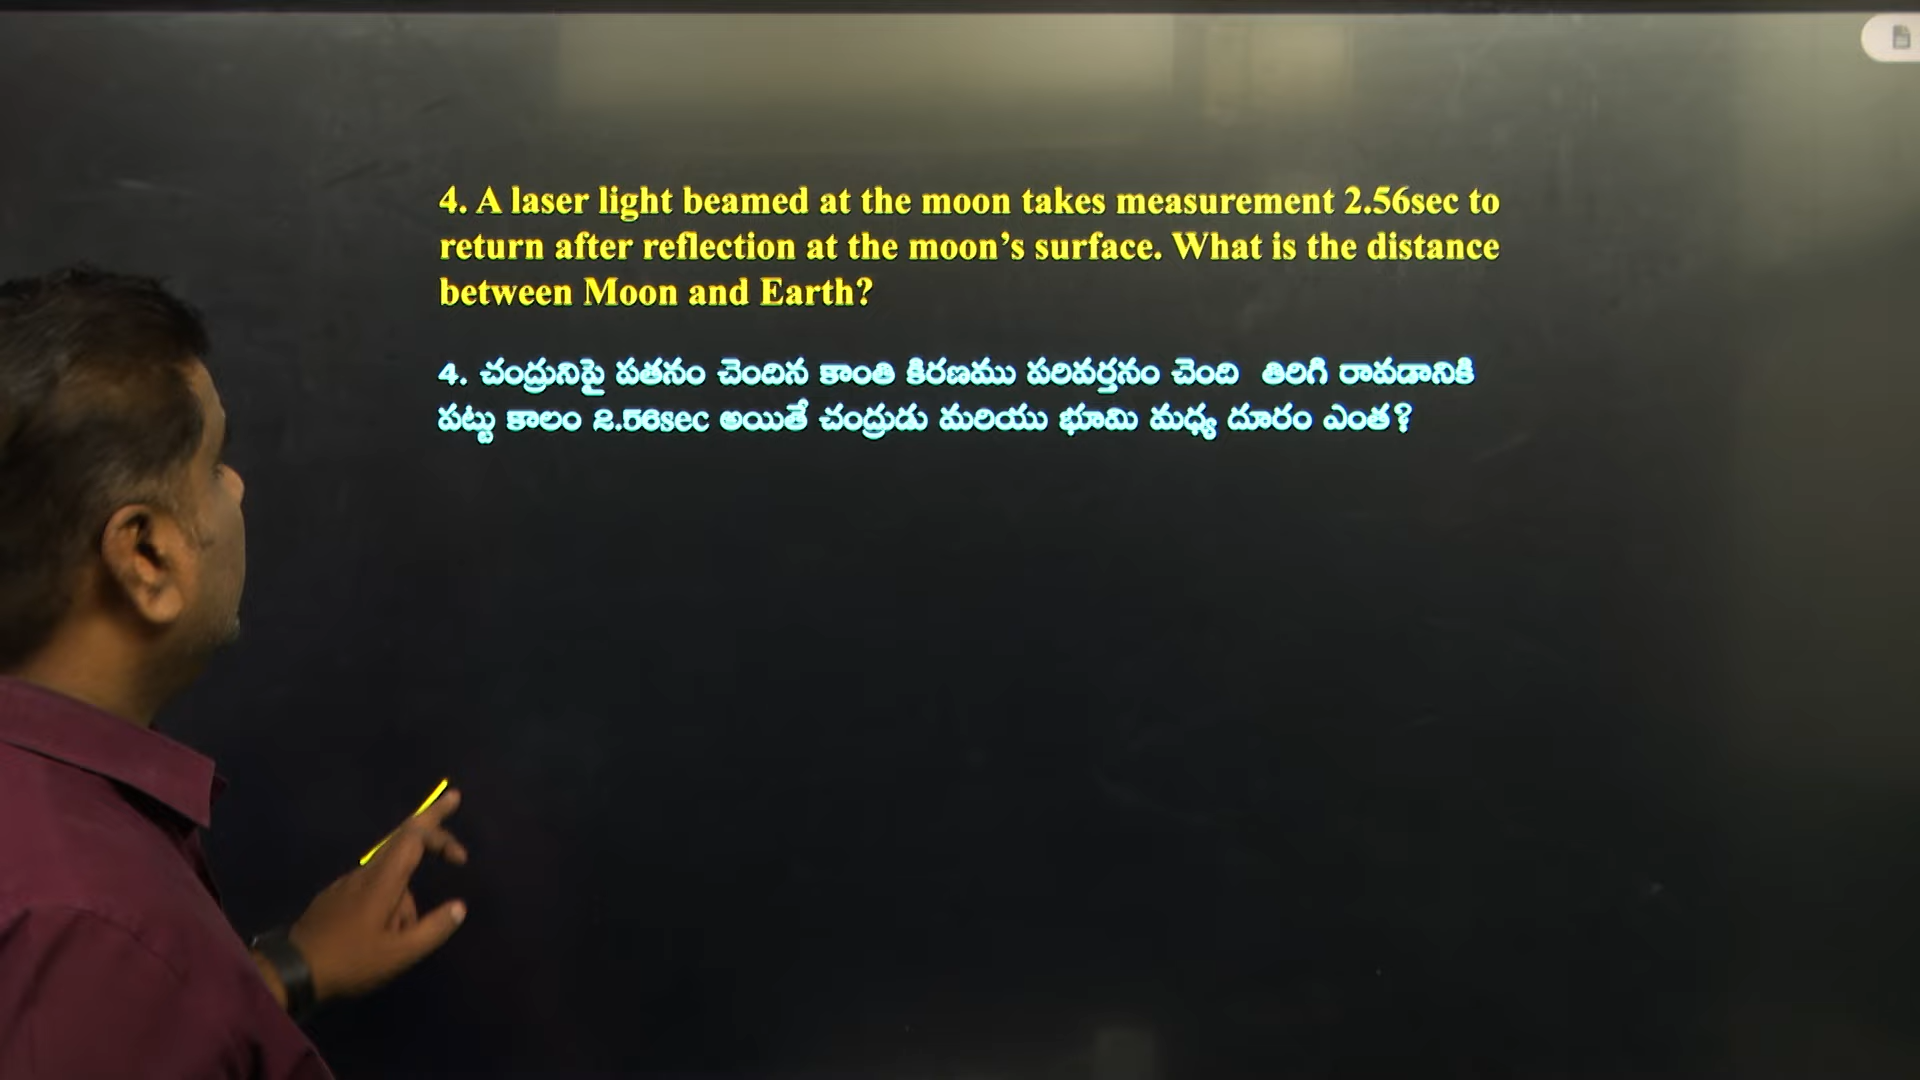 4. A laser light beamed at the moon takes measurement 2.56sec to
return after reflection at the moon’s surface. What is the distance
between Moon and Earth?
4. చంద్రునిపై పతనం చెందిన కాంతి కిరణము పరివర్తనం చెంది తిరిగి రావడానికి
పట్టు కాలం 2.56sec అయితే చంద్రుడు మరియు భూమి మధ్య దూరం ఎంత?